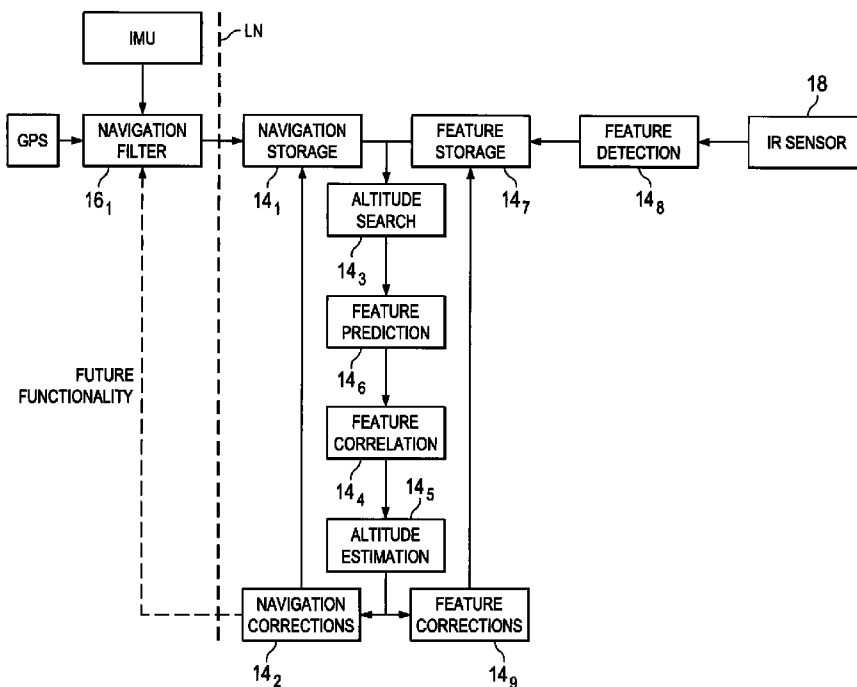 IMU
LN
18
GPS
NAVIGATION
FILTER
NAVIGATION
STORAGE
FEATURE
STORAGE
FEATURE
DETECTION
IR SENSOR
16₁
14₁
14₇
14₈
ALTITUDE
SEARCH
14₃
FEATURE
PREDICTION
14₆
FUTURE
FUNCTIONALITY
FEATURE
CORRELATION
14₄
14₅
ALTITUDE
ESTIMATION
NAVIGATION
CORRECTIONS
FEATURE
CORRECTIONS
14₂
14₉